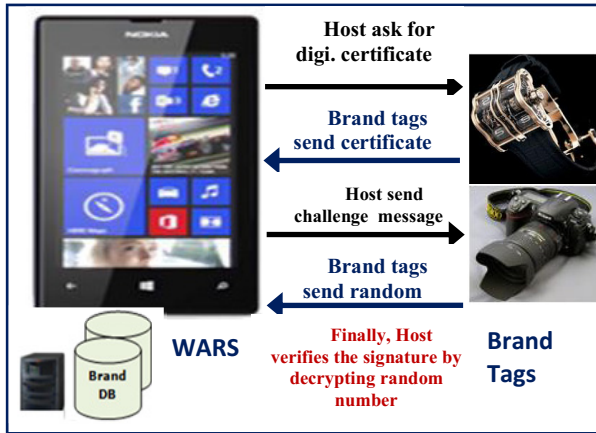 NOKIA
Host ask for
digi. certificate
Brand tags
send certificate
Host send
challenge message
Brand tags
send random
Finally, Host
verifies the signature by
decrypting random
number
WARS
Brand
DB
Brand
Tags